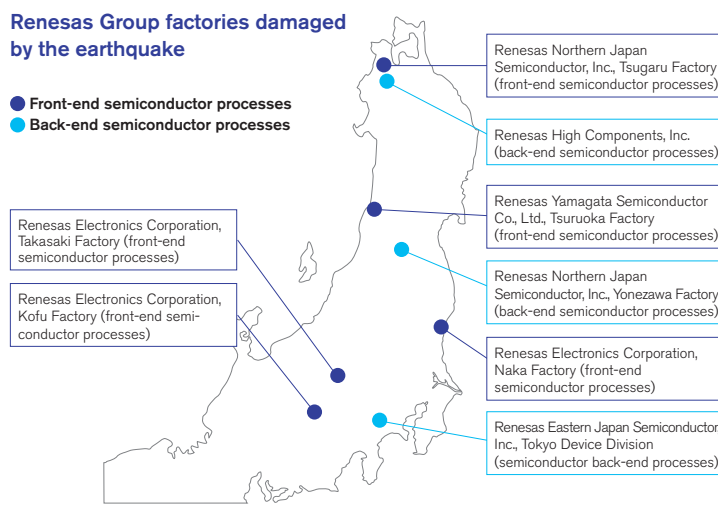 Renesas Group factories damaged
by the earthquake
Front-end semiconductor processes
Back-end semiconductor processes
Renesas Northern Japan
Semiconductor, Inc., Tsugaru Factory
(front-end semiconductor processes)
Renesas High Components, Inc.
(back-end semiconductor processes)
Renesas Yamagata Semiconductor
Co., Ltd., Tsuruoka Factory
(front-end semiconductor processes)
Renesas Electronics Corporation,
Takasaki Factory (front-end
semiconductor processes)
Renesas Northern Japan
Semiconductor, Inc., Yonezawa Factory
(back-end semiconductor processes)
Renesas Electronics Corporation,
Kofu Factory (front-end semi-
conductor processes)
Renesas Electronics Corporation,
Naka Factory (front-end
semiconductor processes)
Renesas Eastern Japan Semiconductor
Inc., Tokyo Device Division
(semiconductor back-end processes)